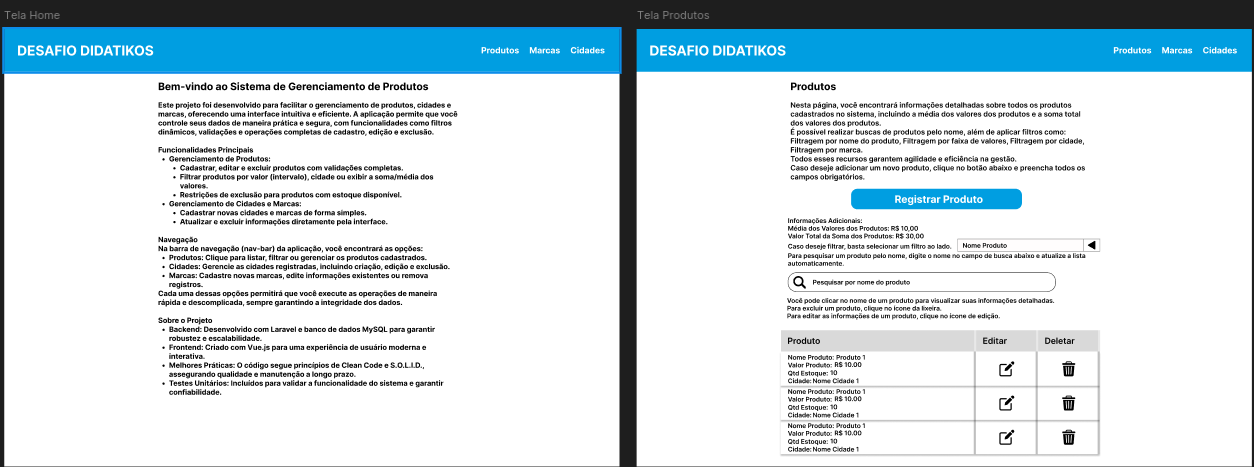 Tela Home
DESAFIO DIDATIKOS
Produtos Marcas Cidades
Bem-vindo ao Sistema de Gerenciamento de Produtos
Este projeto foi desenvolvido para facilitar o gerenciamento de produtos, cidades e
marcas, oferecendo uma interface intuitiva e eficiente. A aplicação permite que você
controle seus dados de maneira prática e segura, com funcionalidades como filtros
dinâmicos, validações e operações completas de cadastro, edição e exclusão.
Funcionalidades Principais
• Gerenciamento de Produtos:
• Cadastrar, editar e excluir produtos com validações completas.
• Filtrar produtos por valor (intervalo), cidade ou exibir a soma/média dos
valores.
• Restrições de exclusão para produtos com estoque disponível.
• Gerenciamento de Cidades e Marcas:
• Cadastrar novas cidades e marcas de forma simples.
• Atualizar e excluir informações diretamente pela interface.
Navegação
Na barra de navegação (nav-bar) da aplicação, você encontrará as opções:
• Produtos: Clique para listar, filtrar ou gerenciar os produtos cadastrados.
• Cidades: Gerencie as cidades registradas, incluindo criação, edição e exclusão.
• Marcas: Cadastre novas marcas, edite informações existentes ou remova
registros.
Cada uma dessas opções permitirá que você execute as operações de maneira
rápida e descomplicada, sempre garantindo a integridade dos dados.
Sobre o Projeto
• Backend: Desenvolvido com Laravel e banco de dados MySQL para garantir
robustez e escalabilidade.
• Frontend: Criado com Vue.js para uma experiência de usuário moderna e
interativa.
• Melhores Práticas: O código segue princípios de Clean Code e S.O.L.I.D.,
assegurando qualidade e manutenção a longo prazo.
• Testes Unitários: Incluídos para validar a funcionalidade do sistema e garantir
confiabilidade.
Tela Produtos
DESAFIO DIDATIKOS
Produtos Marcas Cidades
Produtos
Nesta página, você encontrará informações detalhadas sobre todos os produtos
cadastrados no sistema, incluindo a média dos valores dos produtos e a soma total
dos valores dos produtos.
É possível realizar buscas de produtos pelo nome, além de aplicar filtros como:
Filtragem por nome do produto, Filtragem por faixa de valores, Filtragem por cidade,
Filtragem por marca.
Todos esses recursos garantem agilidade e eficiência na gestão.
Caso deseje adicionar um novo produto, clique no botão abaixo e preencha todos os
campos obrigatórios.
Registrar Produto
Informações Adicionais:
Média dos Valores dos Produtos: R$ 10,00
Valor Total da Soma dos Produtos: R$ 30,00
Caso deseje filtrar, basta selecionar um filtro ao lado. Nome Produto
Para pesquisar um produto pelo nome, digite o nome no campo de busca abaixo e atualize a lista
automaticamente.
Pesquisar por nome do produto
Você pode clicar no nome de um produto para visualizar suas informações detalhadas.
Para excluir um produto, clique no ícone da lixeira.
Para editar as informações de um produto, clique no ícone de edição.
Produto Editar Deletar
Nome Produto: Produto 1
Valor Produto: R$ 10.00
Qtd Estoque: 10
Cidade: Nome Cidade 1
Nome Produto: Produto 1
Valor Produto: R$ 10.00
Qtd Estoque: 10
Cidade: Nome Cidade 1
Nome Produto: Produto 1
Valor Produto: R$ 10.00
Qtd Estoque: 10
Cidade: Nome Cidade 1